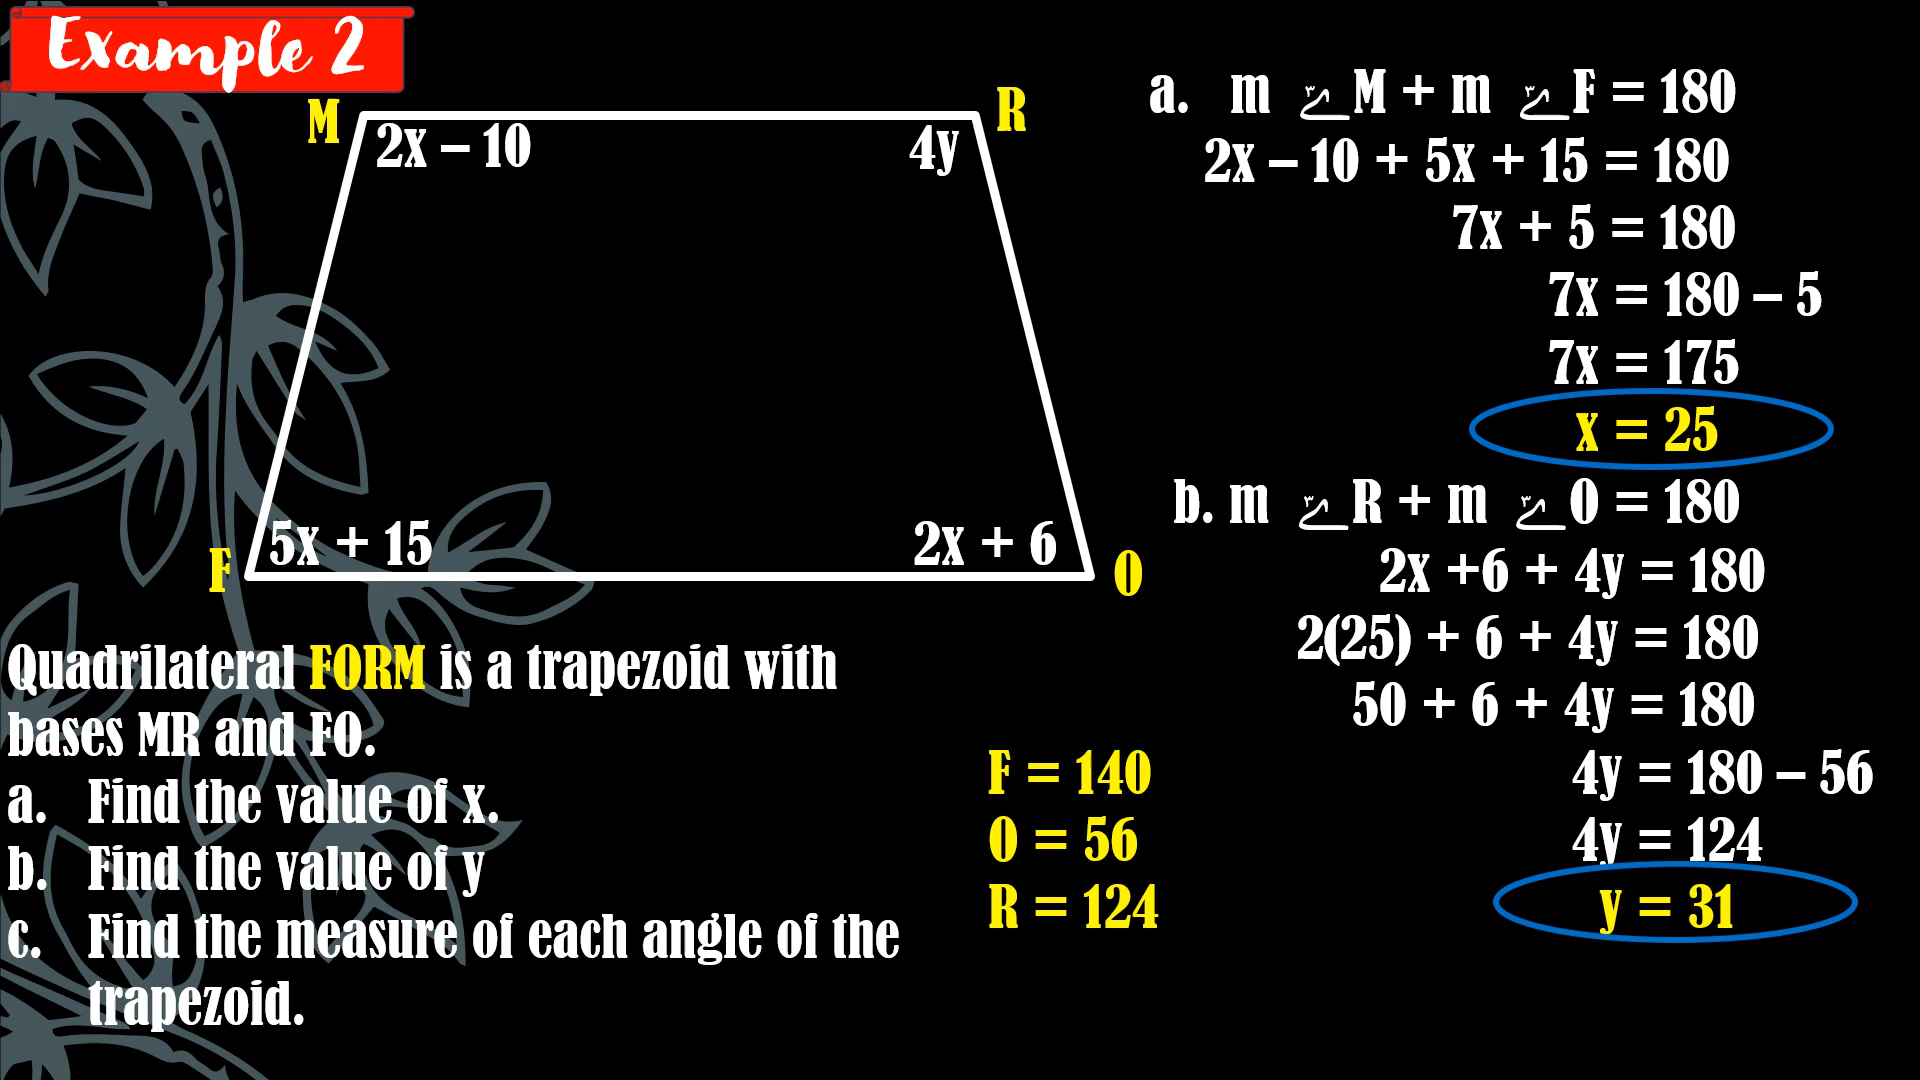 Example 2
M
R
2x – 10
4y
5x + 15
2x + 6
F
O
Quadrilateral FORM is a trapezoid with
bases MR and FO.
a. Find the value of x.
b. Find the value of y
c. Find the measure of each angle of the
trapezoid.
F = 140
O = 56
R = 124
a. m ےۤ M + m ےۤ F = 180
2x – 10 + 5x + 15 = 180
7x + 5 = 180
7x = 180 – 5
7x = 175
x = 25
b. m ےۤ R + m ےۤ O = 180
2x +6 + 4y = 180
2(25) + 6 + 4y = 180
50 + 6 + 4y = 180
4y = 180 – 56
4y = 124
y = 31